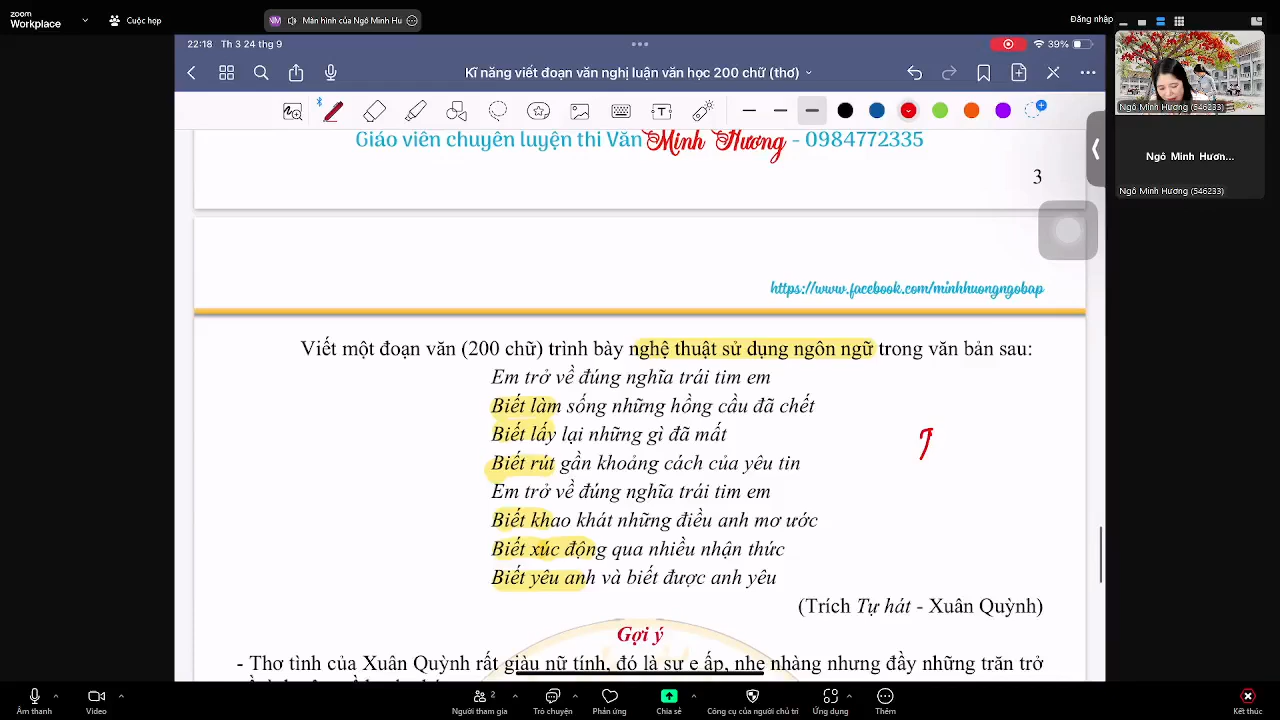 zoom
Workplace
Cuộc họp
NM
Màn hình của Ngô Minh Hu
Đăng nhập
22:18 Th 3 24 thg 9
39%
Kĩ năng viết đoạn văn nghị luận văn học 200 chữ (thơ)
Giáo viên chuyên luyện thi Văn Minh Hương - 0984772335
3
https://www.facebook.com/minhhuongngobap
Viết một đoạn văn (200 chữ) trình bày nghệ thuật sử dụng ngôn ngữ trong văn bản sau:
Em trở về đúng nghĩa trái tim em
Biết làm sống những hồng cầu đã chết
Biết lấy lại những gì đã mất
Biết rút gần khoảng cách của yêu tin
Em trở về đúng nghĩa trái tim em
Biết khao khát những điều anh mơ ước
Biết xúc động qua nhiều nhận thức
Biết yêu anh và biết được anh yêu
(Trích Tự hát - Xuân Quỳnh)
Gợi ý
- Thơ tình của Xuân Quỳnh rất giàu nữ tính, đó là sự e ấp, nhẹ nhàng nhưng đầy những trăn trở
Ngô Minh Hương (546233)
Ngô Minh Hươn...
Ngô Minh Hương (546233)
Âm thanh
Video
2
Người tham gia
Trò chuyện
Phản ứng
Chia sẻ
Công cụ của người chủ trì
Ứng dụng
Thêm
Kết thúc